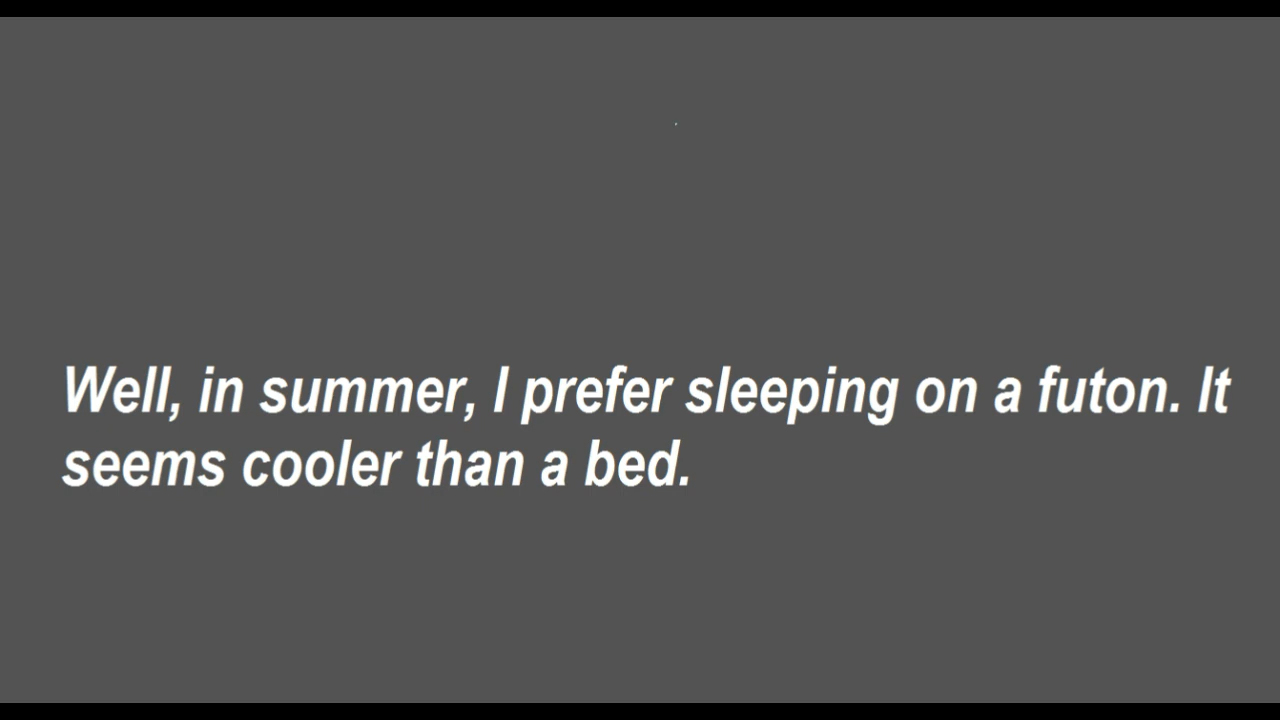 Well, in summer, I prefer sleeping on a futon. It
seems cooler than a bed.